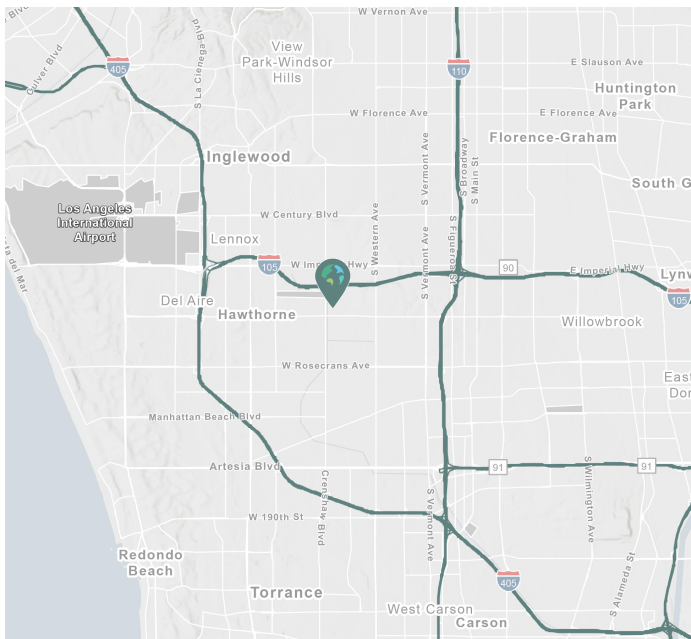 W Vernon Ave
Culver Blvd
S La Cienega Blvd
View
Park-Windsor
Hills
405
110
E Slauson Ave
Huntington
Park
W Florence Ave
E Florence Ave
Florence-Graham
Inglewood
S Vermont Ave
S Broadway
S Main St
South G
Los Angeles
International
Airport
W Century Blvd
S Western Ave
Lennox
S Vermont Ave
S Figueroa St
105
W Imperial Hwy
90
E Imperial Hwy
Lynw
105
Del Aire
Hawthorne
Willowbrook
W Rosecrans Ave
East
Manhattan Beach Blvd
Artesia Blvd
91
91
Crenshaw Blvd
S Vermont Ave
S Wilmington Ave
W 190th St
Redondo
Beach
405
S Alameda St
Torrance
West Carson
Carson